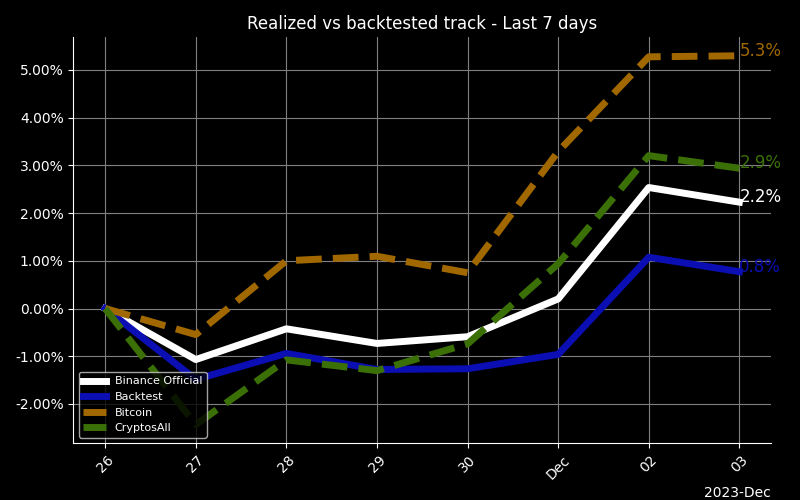 Realized vs backtested track - Last 7 days
5.00%
4.00%
3.00%
2.00%
1.00%
0.00%
-1.00%
-2.00%
5.3%
2.9%
2.2%
0.8%
Binance Official
Backtest
Bitcoin
CryptosAll
26 27 28 29 30 Dec 02 03
2023-Dec